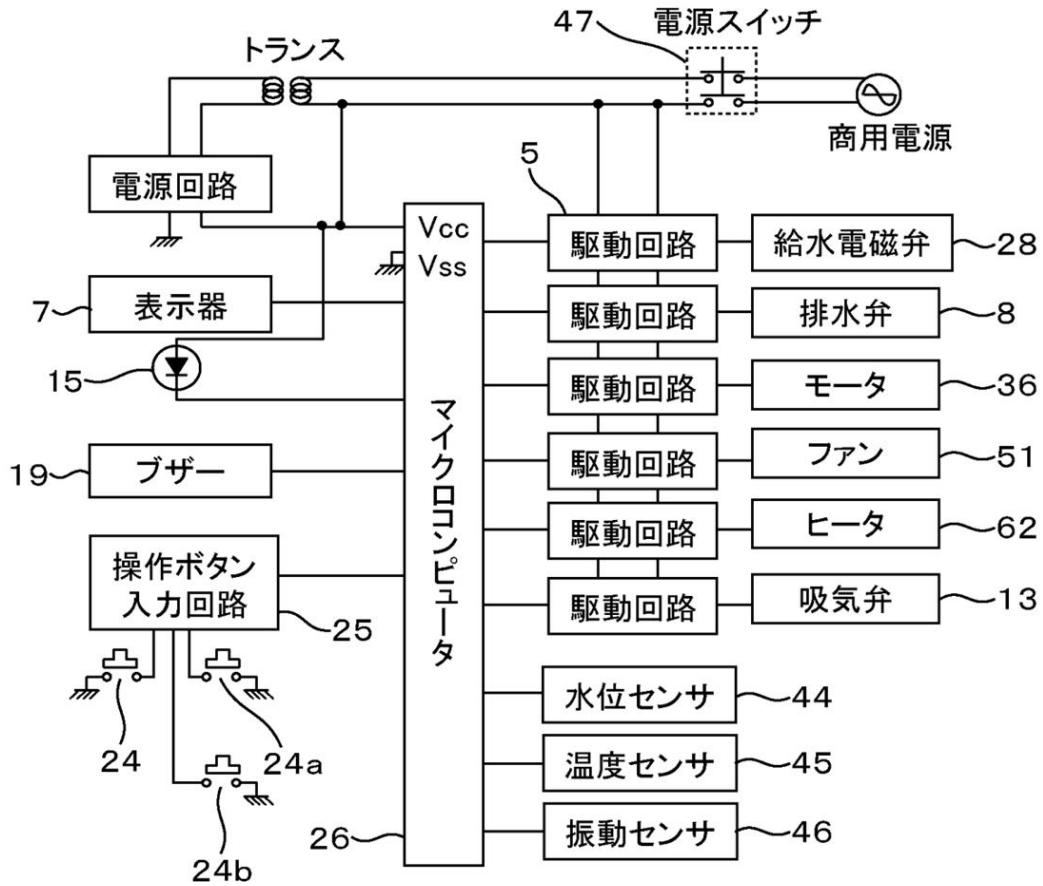 47
電源スイッチ
トランス
商用電源
電源回路
5
Vcc
Vss
駆動回路
給水電磁弁
28
7
表示器
駆動回路
排水弁
8
15
駆動回路
モータ
36
マイクロコンピュータ
19
ブザー
駆動回路
ファン
51
駆動回路
ヒータ
62
操作ボタン
入力回路
25
駆動回路
吸気弁
13
24
24a
24b
水位センサ
44
温度センサ
45
振動センサ
46
26